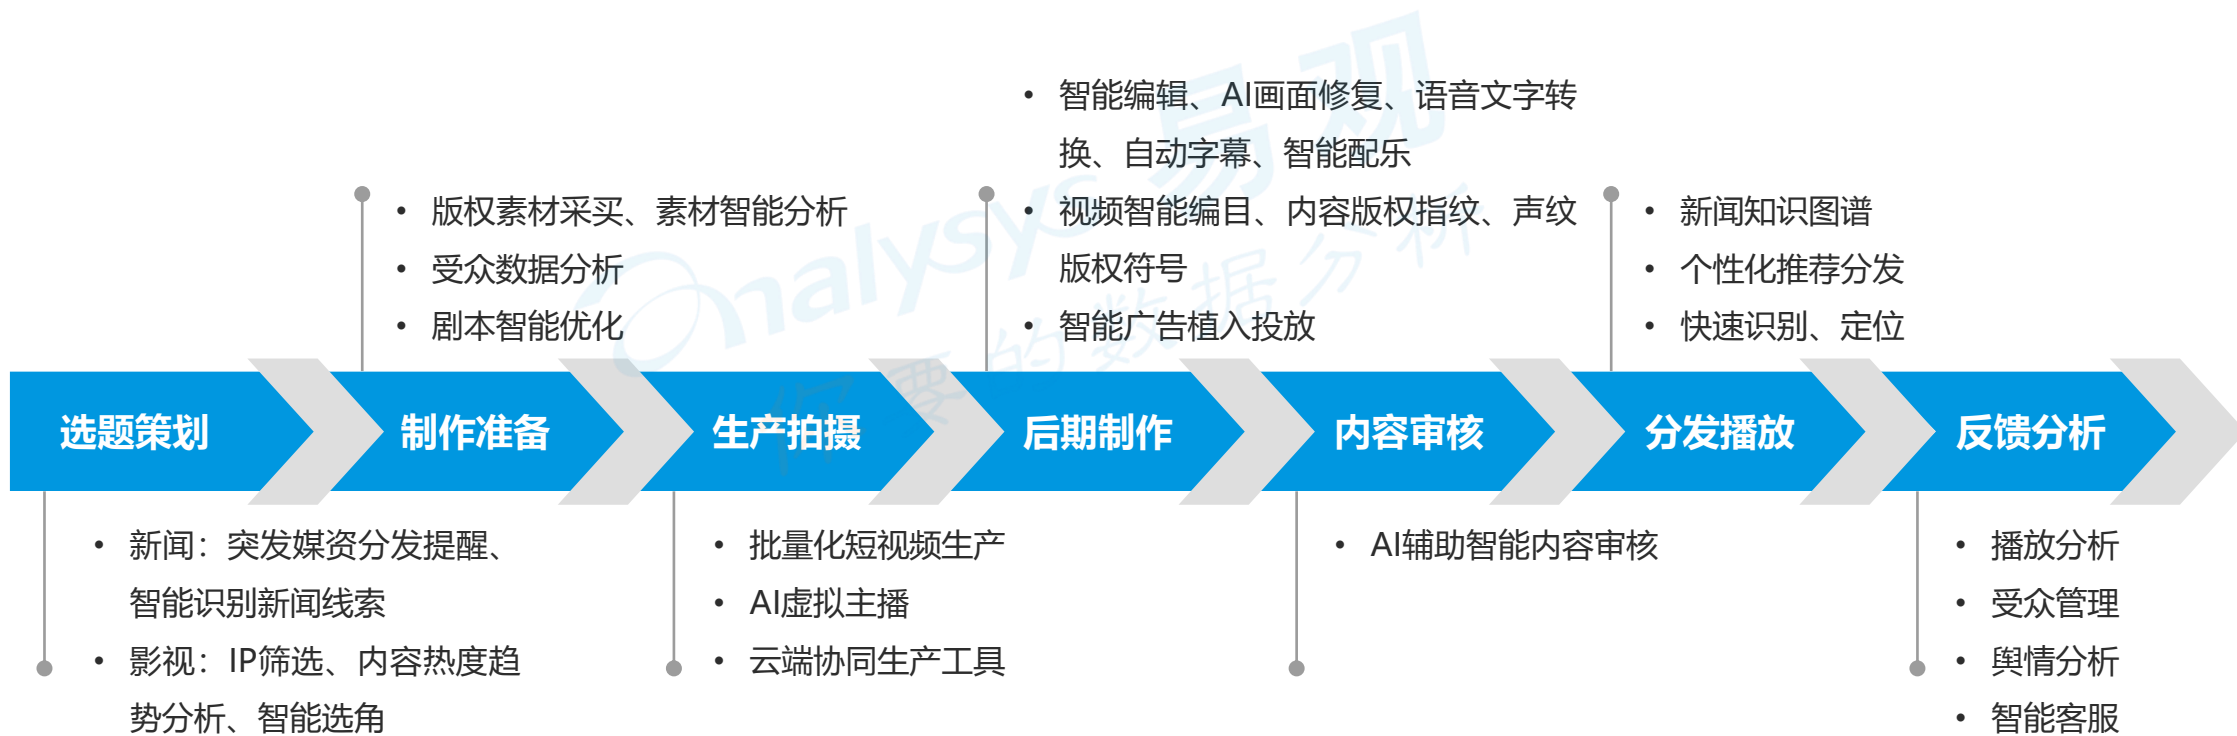 • 智能编辑、AI画面修复、语音文字转
换、自动字幕、智能配乐
• 视频智能编目、内容版权指纹、声纹
版权符号
• 智能广告植入投放
• 版权素材采买、素材智能分析
• 受众数据分析
• 剧本智能优化
• 新闻知识图谱
• 个性化推荐分发
• 快速识别、定位
选题策划
制作准备
生产拍摄
后期制作
内容审核
分发播放
反馈分析
• 新闻：突发媒资分发提醒、
智能识别新闻线索
• 影视：IP筛选、内容热度趋
势分析、智能选角
• 批量化短视频生产
• AI虚拟主播
• 云端协同生产工具
• AI辅助智能内容审核
• 播放分析
• 受众管理
• 舆情分析
• 智能客服
analysys 易观
你要的数据分析